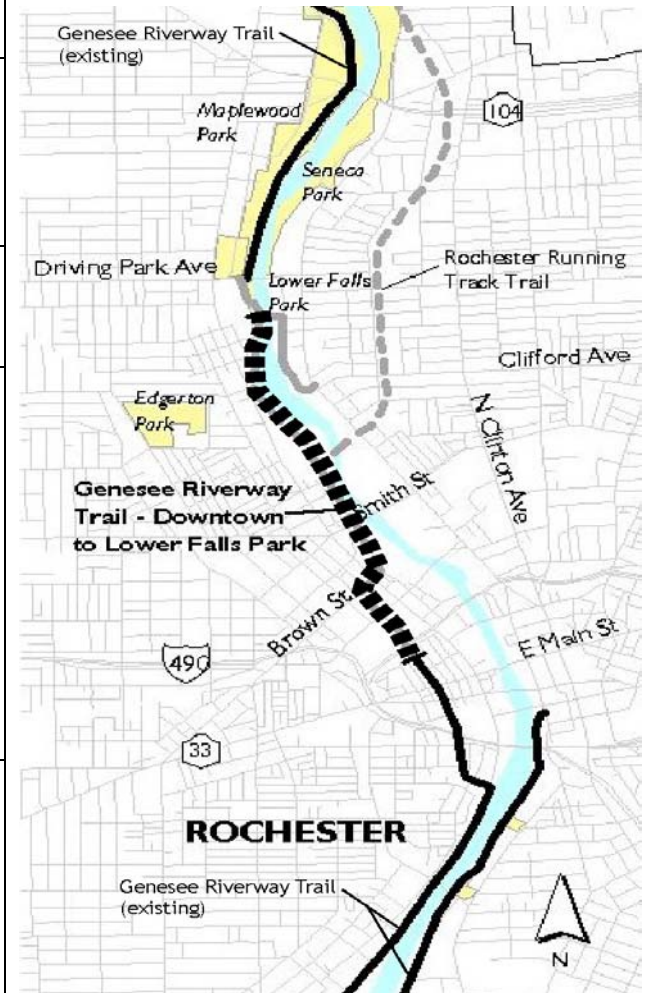 Genesee Riverway Trail
(existing)
Maplewood
Park
104
Seneca
Park
Driving Park Ave
Rochester Running
Track Trail
Lower Falls
Park
Clifford Ave
Edgerton
Park
N Clinton Ave
Genesee Riverway
Trail - Downtown
to Lower Falls Park
Smith St
Brown St
E Main St
490
33
ROCHESTER
Genesee Riverway Trail
(existing)
N